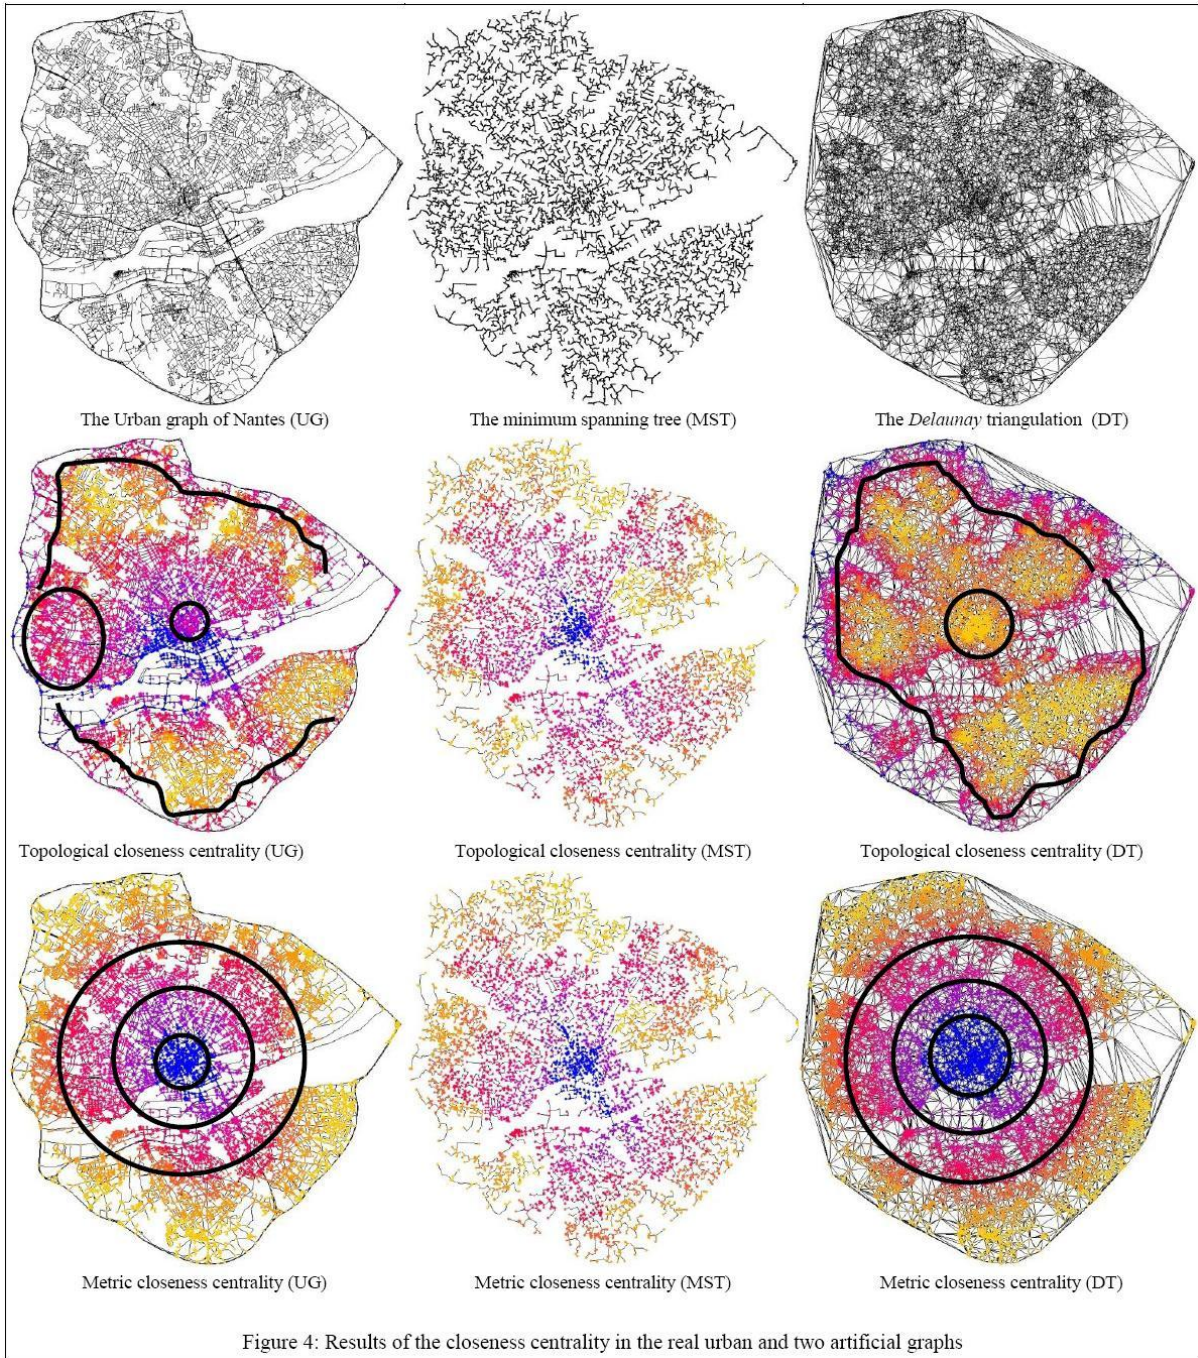 The Urban graph of Nantes (UG)
The minimum spanning tree (MST)
The Delaunay triangulation (DT)
Topological closeness centrality (UG)
Topological closeness centrality (MST)
Topological closeness centrality (DT)
Metric closeness centrality (UG)
Metric closeness centrality (MST)
Metric closeness centrality (DT)
Figure 4: Results of the closeness centrality in the real urban and two artificial graphs